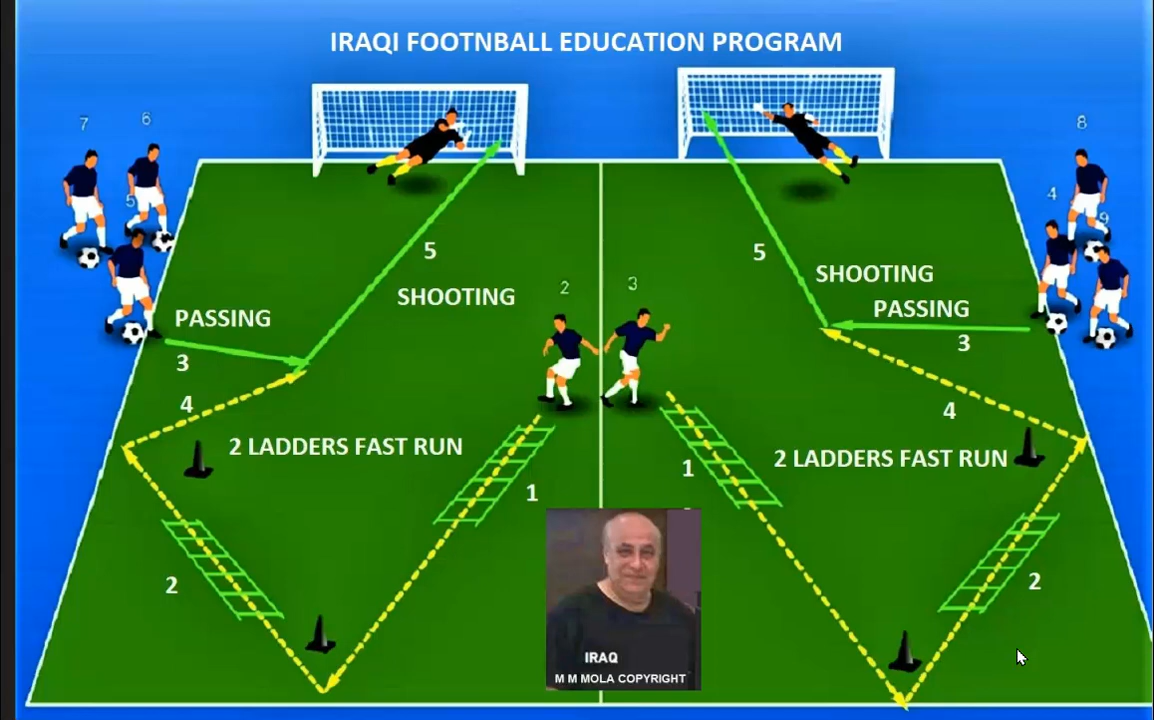 IRAQI FOOTNBALL EDUCATION PROGRAM
7
6
8
5
4
9
5
5
SHOOTING
SHOOTING
2
3
PASSING
PASSING
3
3
4
4
2 LADDERS FAST RUN
2 LADDERS FAST RUN
1
1
2
2
IRAQ
M M MOLA COPYRIGHT